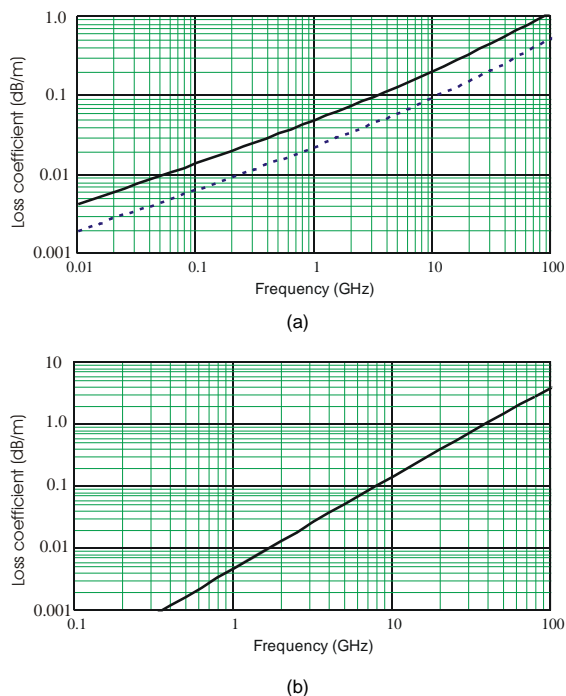 1.0
0.1
0.01
0.001
Loss coefficient (dB/m)
0.01 0.1 1 10 100
Frequency (GHz)
(a)
10
1.0
0.1
0.01
0.001
Loss coefficient (dB/m)
0.1 1 10 100
Frequency (GHz)
(b)